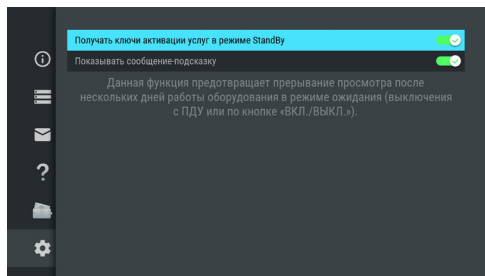 Получать ключи активации услуг в режиме StandBy
Показывать сообщение-подсказку
Данная функция предотвращает прерывание просмотра после
нескольких дней работы оборудования в режиме ожидания (выключения
с ПДУ или по кнопке «ВКЛ./ВЫКЛ.»).